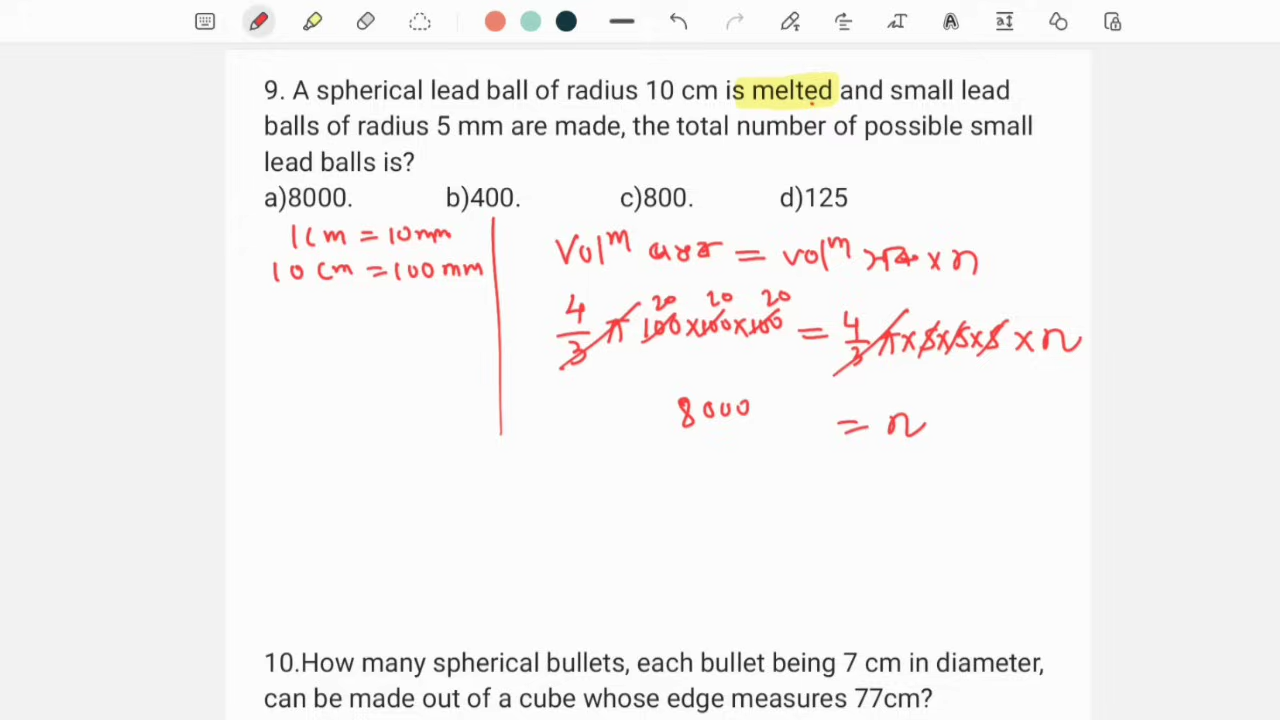 9. A spherical lead ball of radius 10 cm is melted and small lead
balls of radius 5 mm are made, the total number of possible small
lead balls is?
a)8000. b)400. c)800. d)125
1cm = 10mm
10 cm = 100mm
Vol^m = vol^m × n
20 20 20
4/3 π 100×100×100 = 4/3 π×5×5×5 × n
8000 = n
10.How many spherical bullets, each bullet being 7 cm in diameter,
can be made out of a cube whose edge measures 77cm?